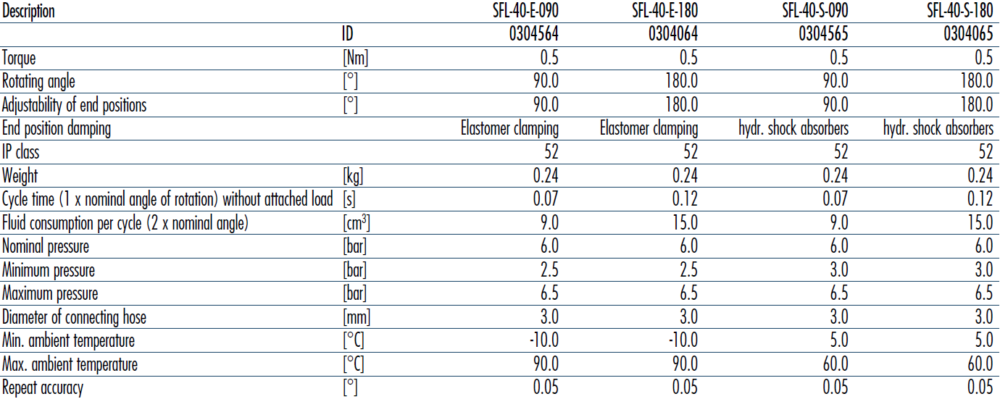 Description SFL-40-E-090 SFL-40-E-180 SFL-40-S-090 SFL-40-S-180
ID 0304564 0304064 0304565 0304065
Torque [Nm] 0.5 0.5 0.5 0.5
Rotating angle [°] 90.0 180.0 90.0 180.0
Adjustability of end positions [°] 90.0 180.0 90.0 180.0
End position damping Elastomer clamping Elastomer clamping hydr. shock absorbers hydr. shock absorbers
IP class 52 52 52 52
Weight [kg] 0.24 0.24 0.24 0.24
Cycle time (1 x nominal angle of rotation) without attached load [s] 0.07 0.12 0.07 0.12
Fluid consumption per cycle (2 x nominal angle) [cm³] 9.0 15.0 9.0 15.0
Nominal pressure [bar] 6.0 6.0 6.0 6.0
Minimum pressure [bar] 2.5 2.5 3.0 3.0
Maximum pressure [bar] 6.5 6.5 6.5 6.5
Diameter of connecting hose [mm] 3.0 3.0 3.0 3.0
Min. ambient temperature [°C] -10.0 -10.0 5.0 5.0
Max. ambient temperature [°C] 90.0 90.0 60.0 60.0
Repeat accuracy [°] 0.05 0.05 0.05 0.05